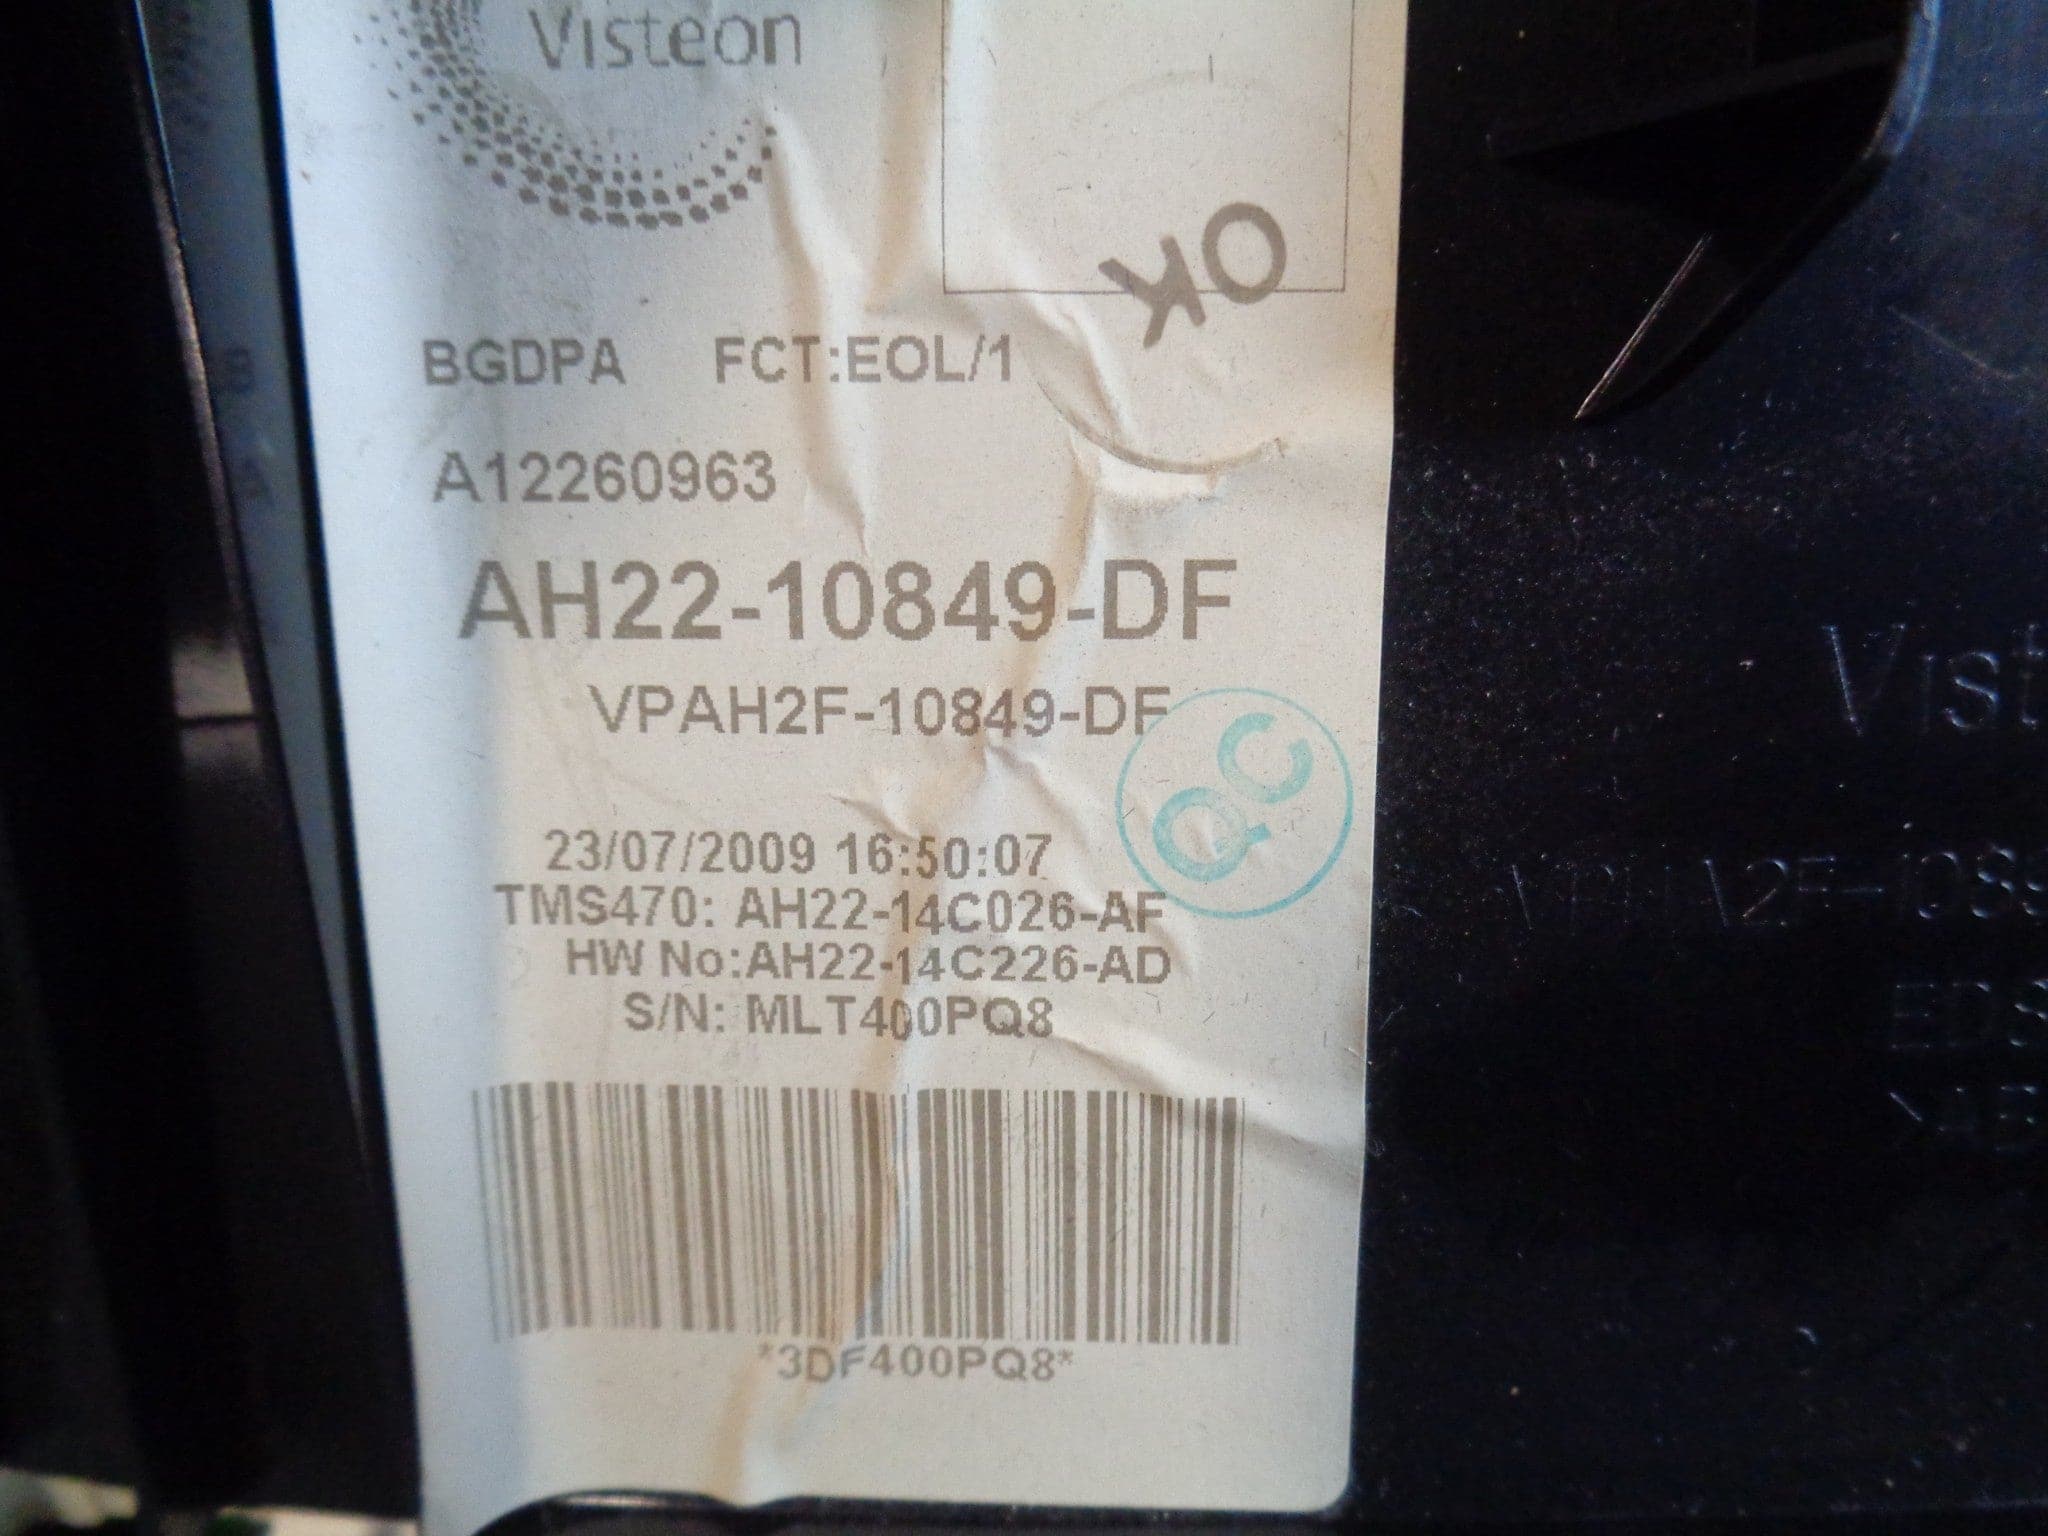 Visteon
OK
BGDPA FCT:EOL/1
A12260963
AH22-10849-DF
VPAH2F-10849-DF
QC
23/07/2009 16:50:07
TMS470: AH22-14C026-AF
HW No:AH22-14C226-AD
S/N: MLT400PQ8
*3DF400PQ8*
Vist